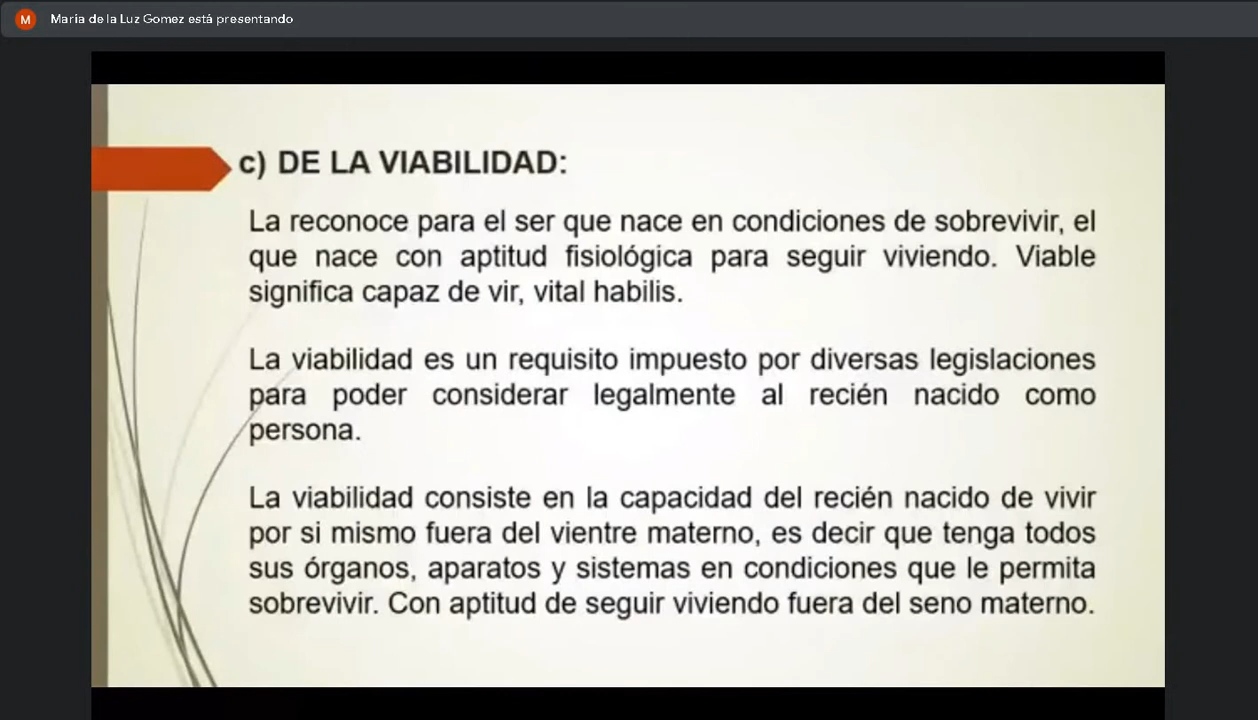 M María de la Luz Gomez está presentando
c) DE LA VIABILIDAD:
La reconoce para el ser que nace en condiciones de sobrevivir, el
que nace con aptitud fisiológica para seguir viviendo. Viable
significa capaz de vir, vital habilis.
La viabilidad es un requisito impuesto por diversas legislaciones
para poder considerar legalmente al recién nacido como
persona.
La viabilidad consiste en la capacidad del recién nacido de vivir
por si mismo fuera del vientre materno, es decir que tenga todos
sus órganos, aparatos y sistemas en condiciones que le permita
sobrevivir. Con aptitud de seguir viviendo fuera del seno materno.